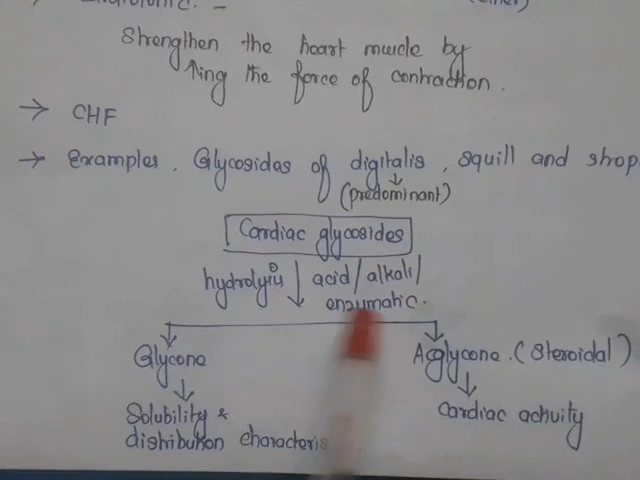 Strengthen the heart muscle by
↑ing the force of contraction.
→ CHF
→ Examples. Glycosides of digitalis, squill and
(predominant)
Cardiac glycosides
hydrolysis acid/alkali/
enzymatic.
Glycone Aglycone. (Steroidal)
Solubility & Cardiac activity
distribution